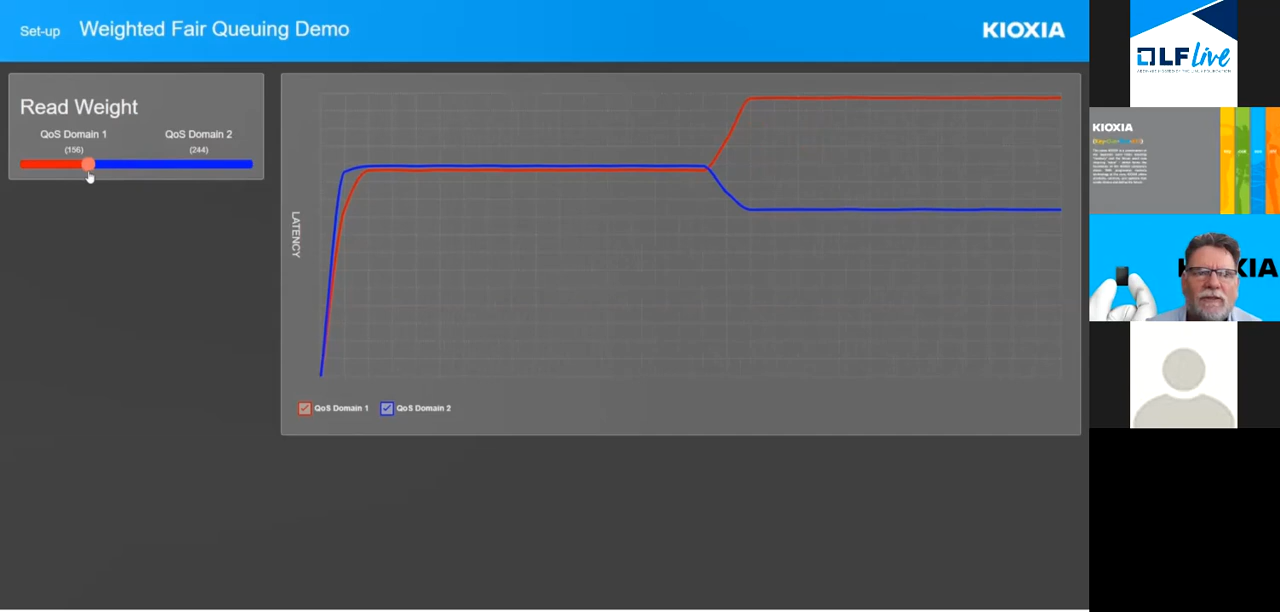 Set-up
Weighted Fair Queuing Demo
KIOXIA
Read Weight
QoS Domain 1
QoS Domain 2
(156)
(244)
LATENCY
QoS Domain 1
QoS Domain 2
LF Live
KIOXIA
KIOXIA